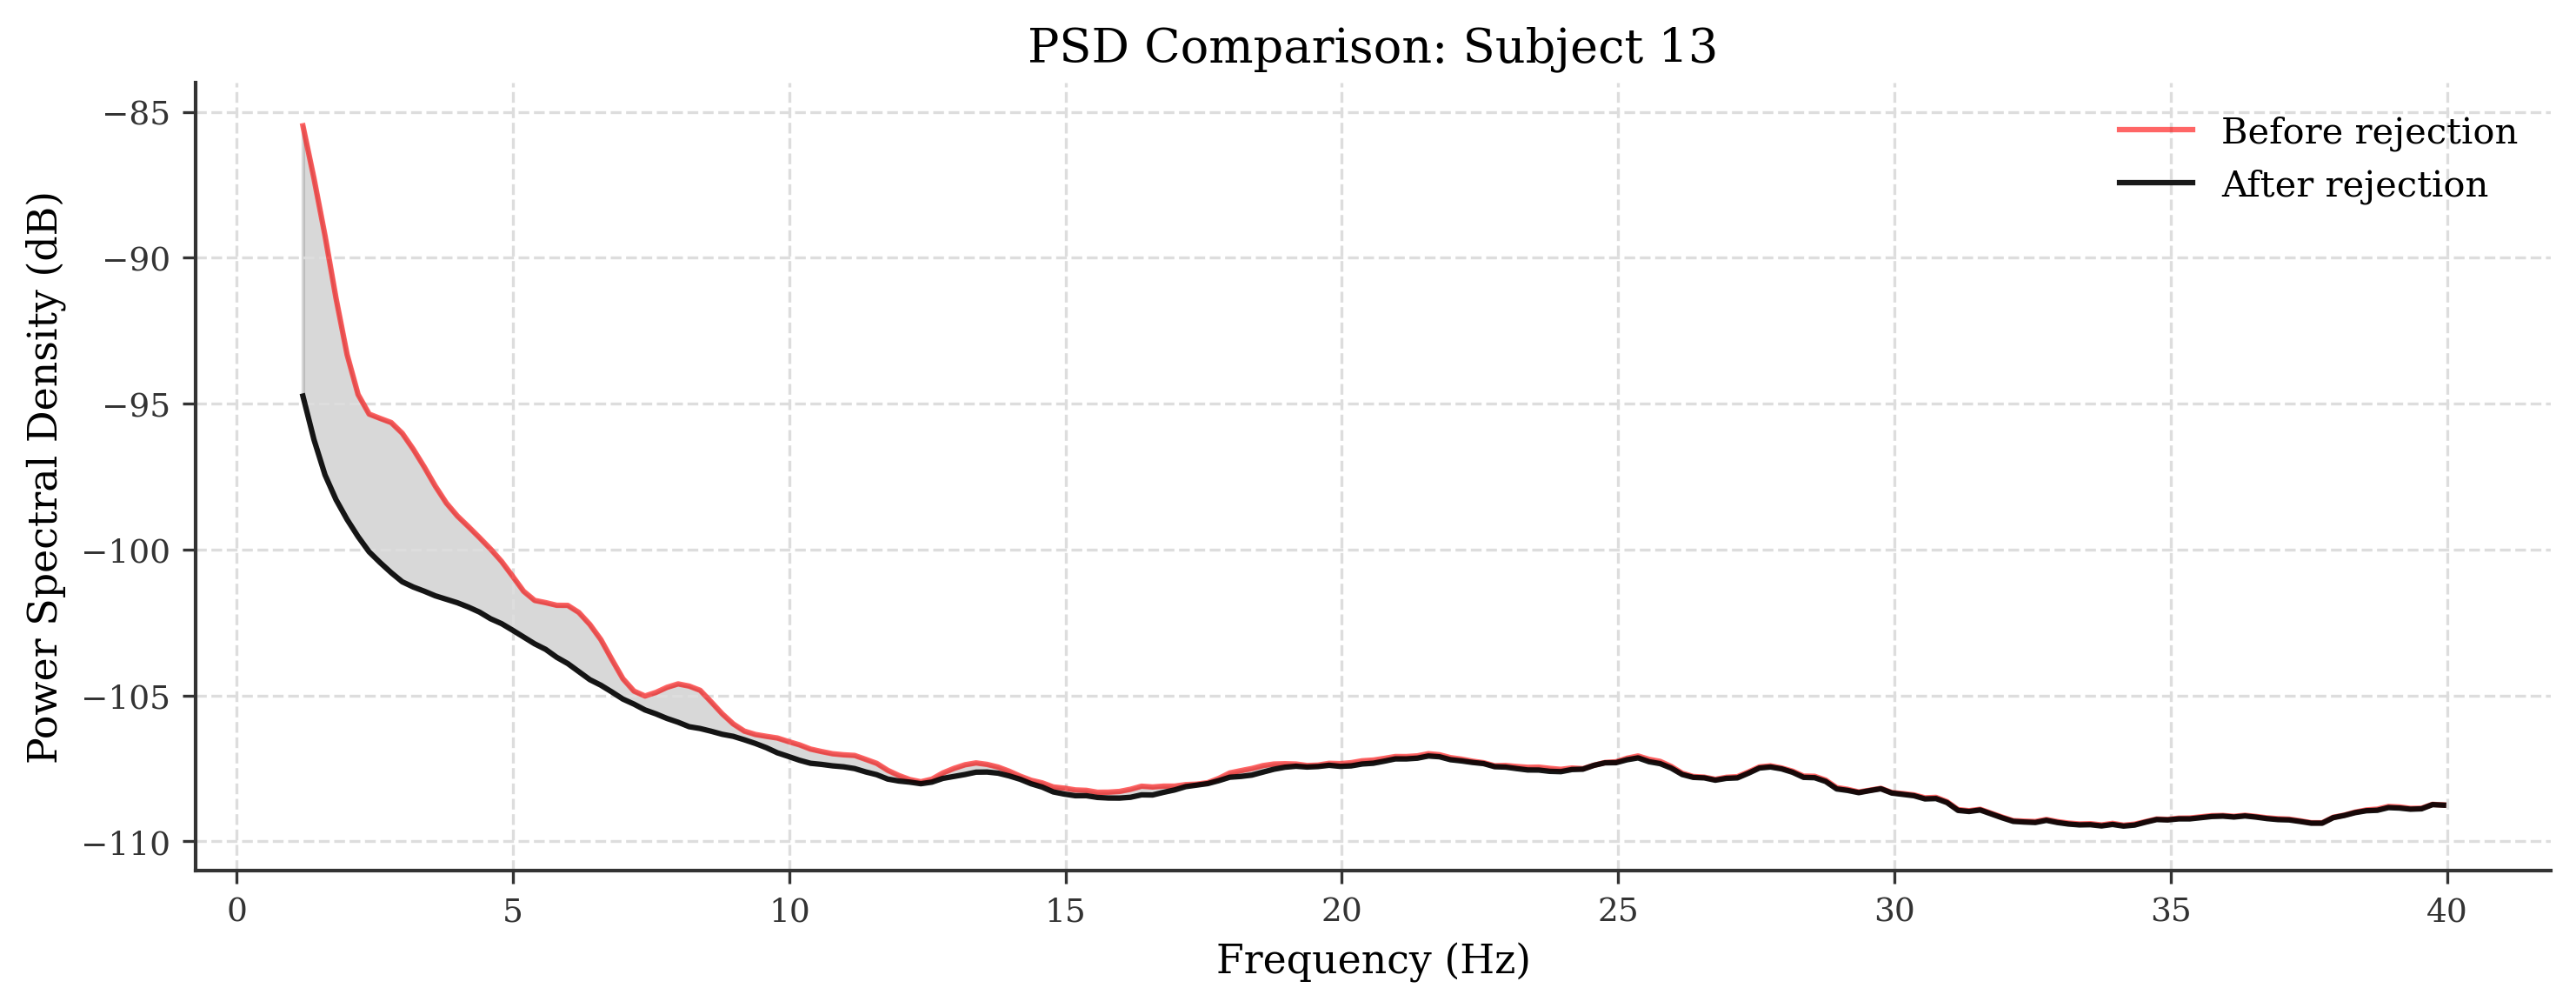 PSD Comparison: Subject 13
Power Spectral Density (dB)
−85
−90
−95
−100
−105
−110
Before rejection
After rejection
0 5 10 15 20 25 30 35 40
Frequency (Hz)